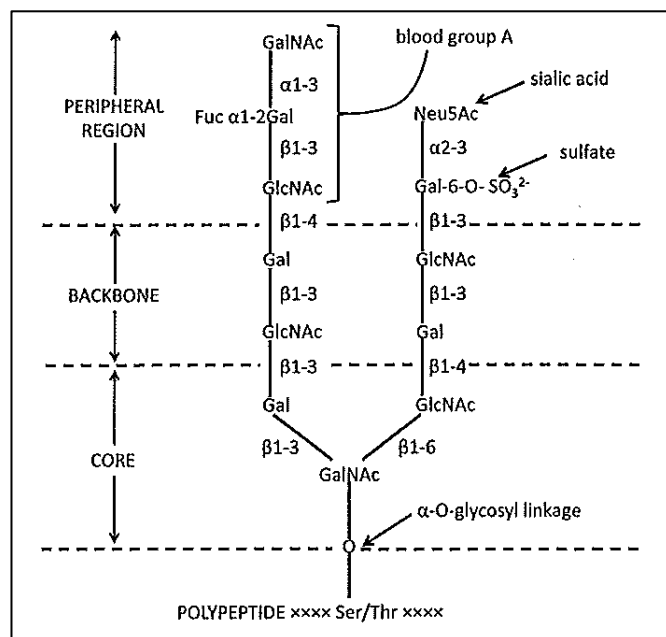 blood group A
GalNAc
α1-3
sialic acid
PERIPHERAL
REGION
Fuc α1-2Gal
Neu5Ac
β1-3
α2-3
sulfate
GlcNAc
Gal-6-O- SO₃²⁻
β1-4
β1-3
Gal
GlcNAc
BACKBONE
β1-3
β1-3
GlcNAc
Gal
β1-3
β1-4
Gal
GlcNAc
CORE
β1-3
β1-6
GalNAc
α-O-glycosyl linkage
O
POLYPEPTIDE ×××× Ser/Thr ××××